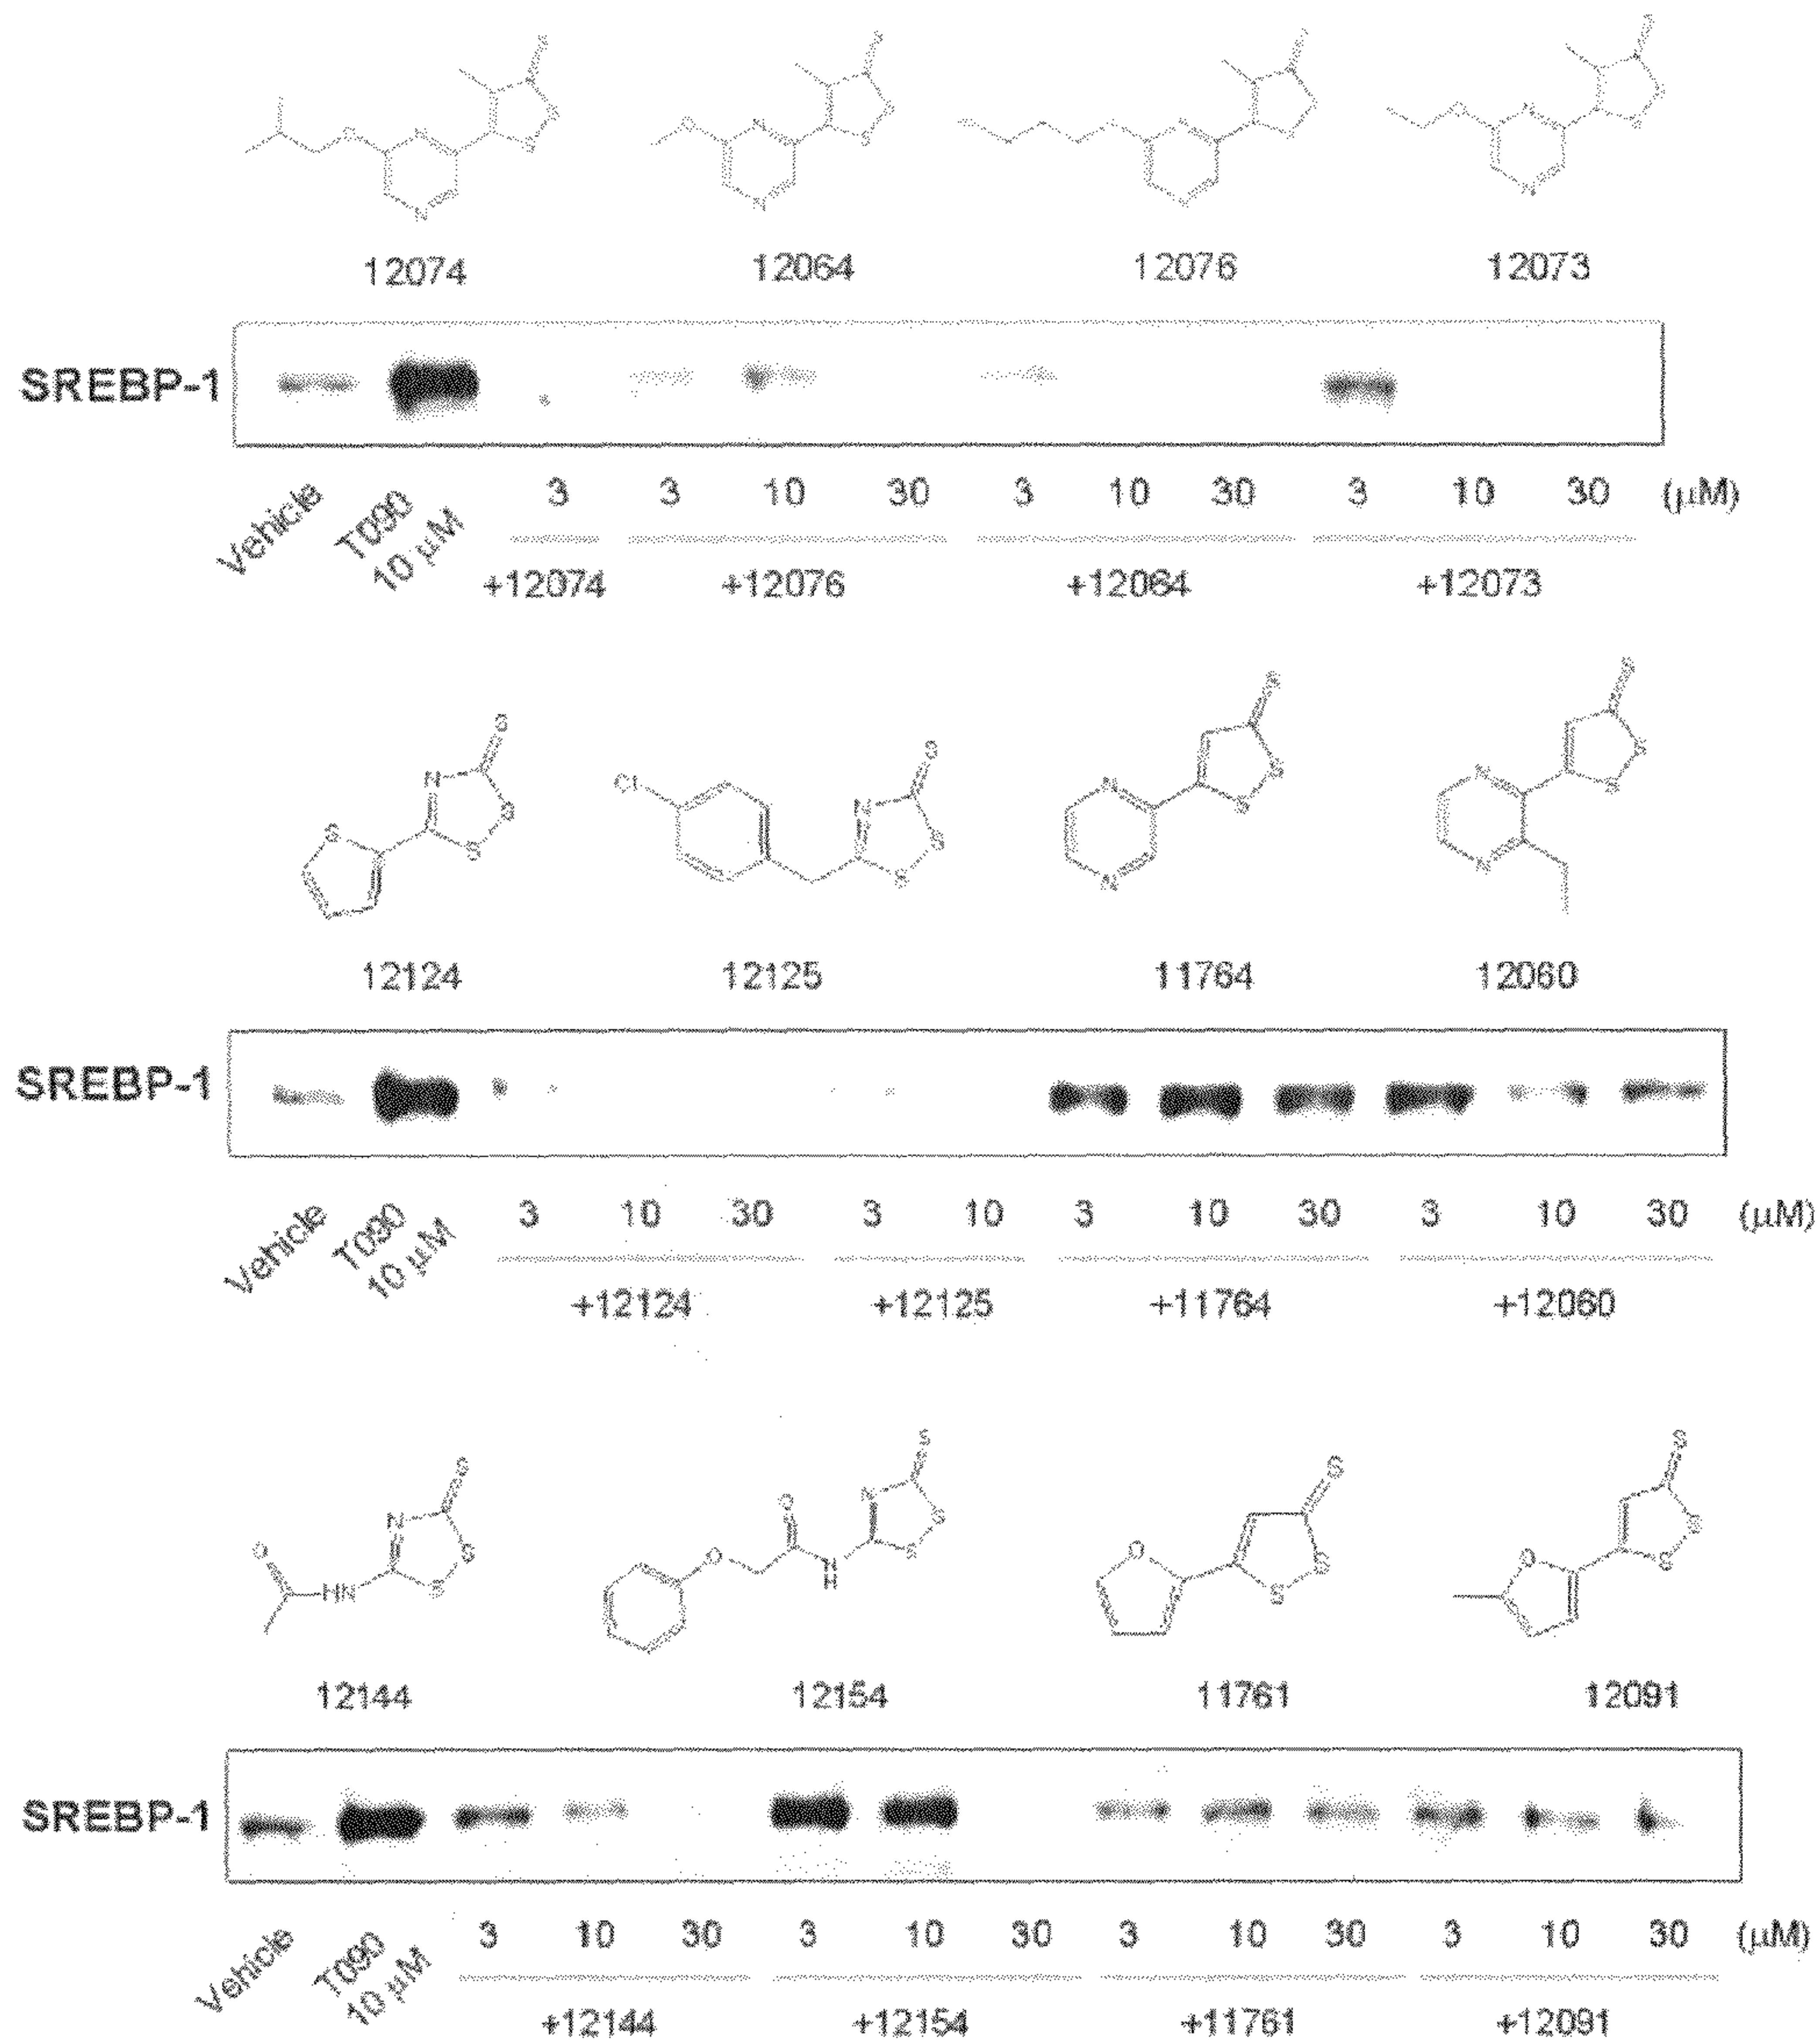 12074 12064 12076 12073
SREBP-1
Vehicle T090 10 μM 3 3 10 30 3 10 30 3 10 30 (μM)
+12074 +12076 +12064 +12073
12124 12125 11764 12060
SREBP-1
Vehicle T090 10 μM 3 10 30 3 10 3 10 30 3 10 30 (μM)
+12124 +12125 +11764 +12060
12144 12154 11761 12091
SREBP-1
Vehicle T090 10 μM 3 10 30 3 10 30 3 10 30 3 10 30 (μM)
+12144 +12154 +11761 +12091